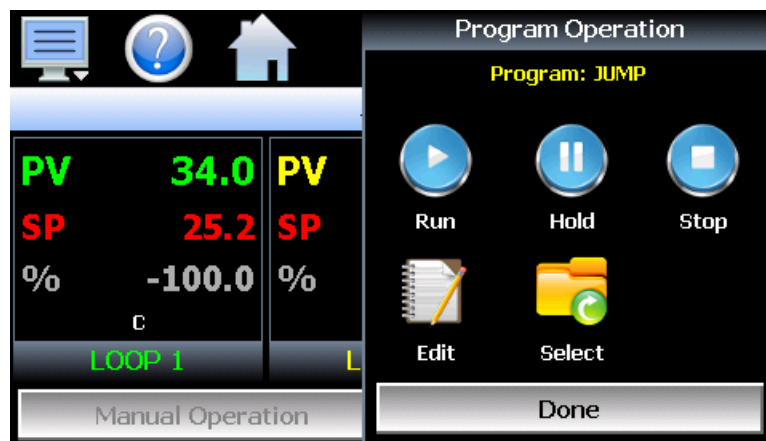 ?
Program Operation
Program: JUMP
PV 34.0 PV
SP 25.2 SP
% -100.0 %
C
LOOP 1 L
Run Hold Stop
Edit Select
Manual Operation
Done